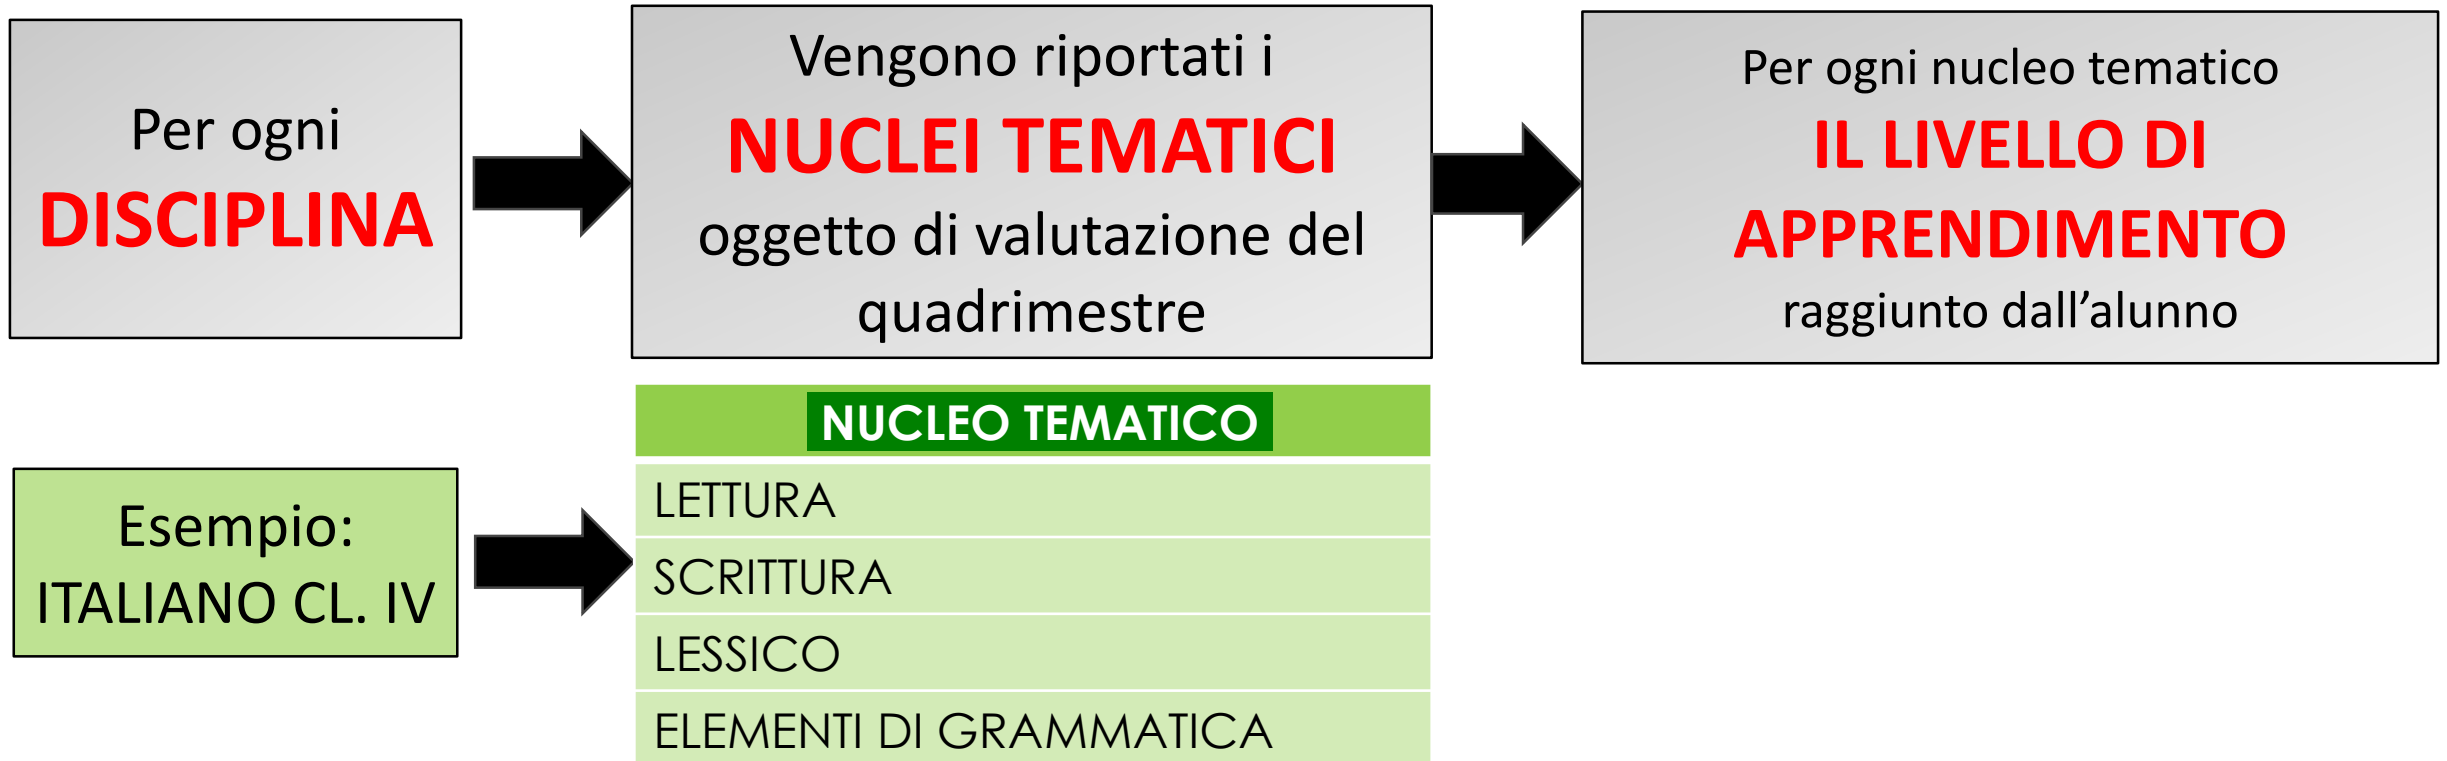 Per ogni
DISCIPLINA
Vengono riportati i
NUCLEI TEMATICI
oggetto di valutazione del
quadrimestre
Per ogni nucleo tematico
IL LIVELLO DI
APPRENDIMENTO
raggiunto dall’alunno
Esempio:
ITALIANO CL. IV
NUCLEO TEMATICO
LETTURA
SCRITTURA
LESSICO
ELEMENTI DI GRAMMATICA